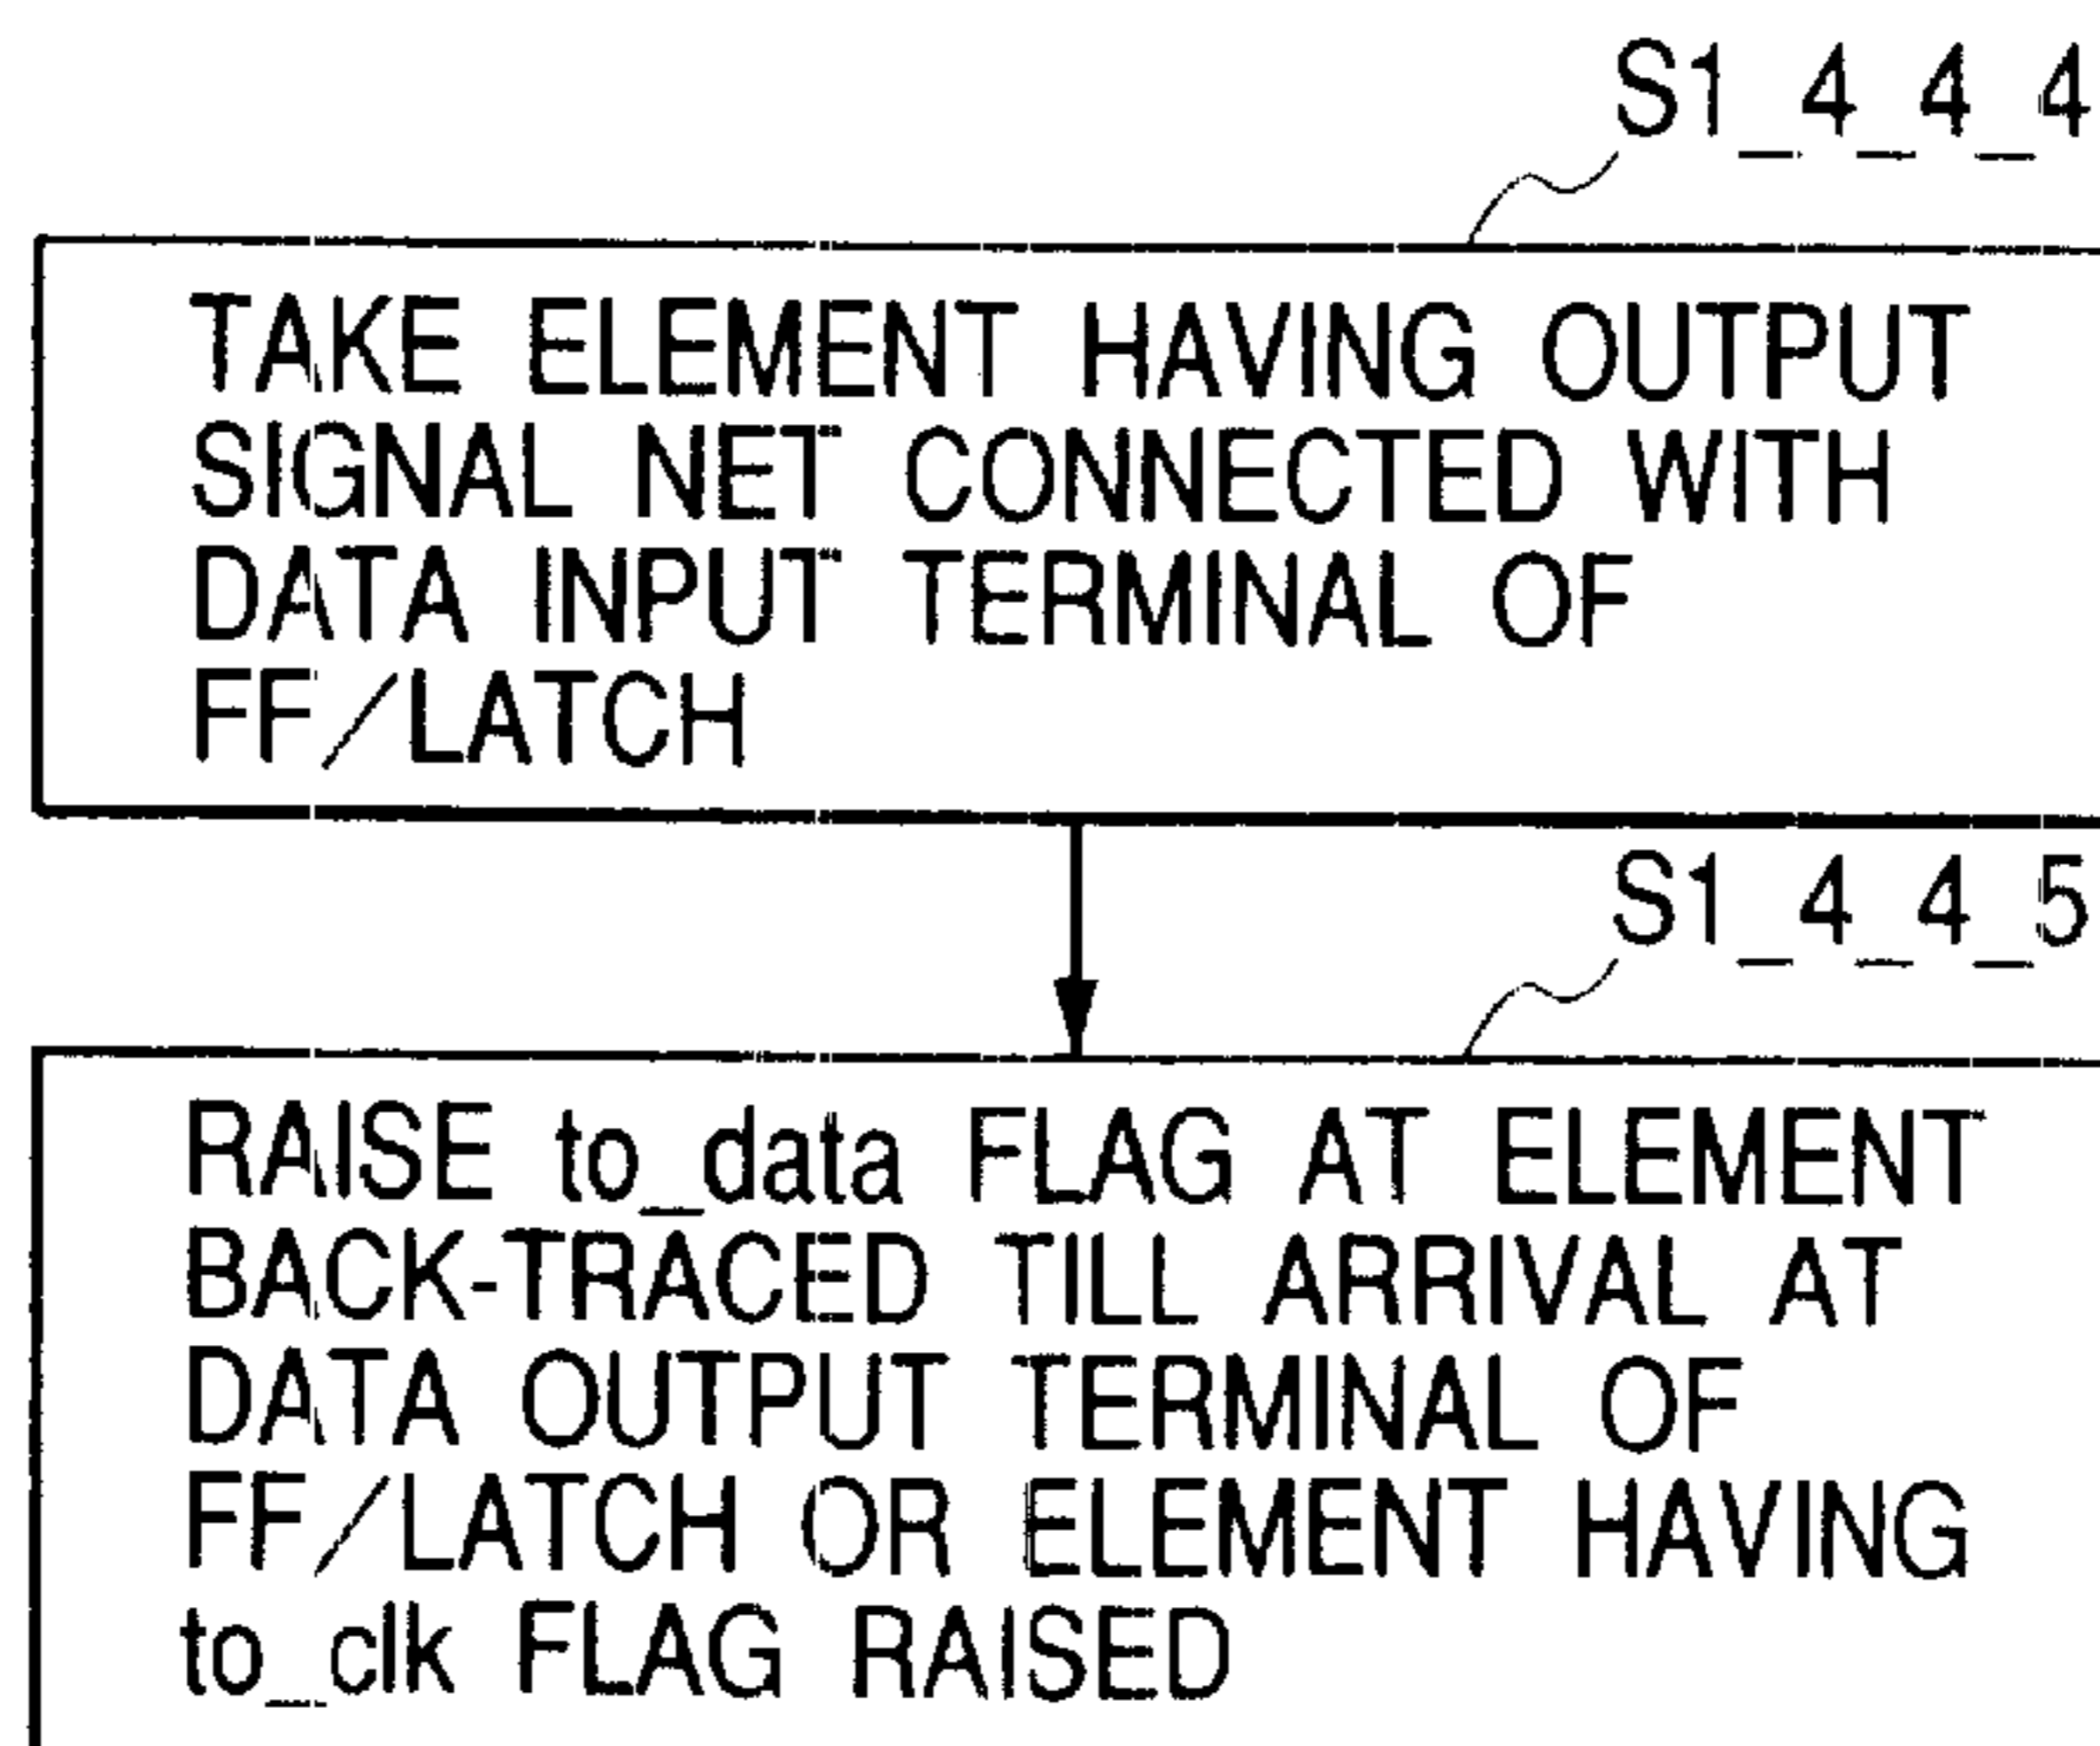 S1_4_4_4
TAKE ELEMENT HAVING OUTPUT
SIGNAL NET CONNECTED WITH
DATA INPUT TERMINAL OF
FF/LATCH
S1_4_4_5
RAISE to_data FLAG AT ELEMENT
BACK-TRACED TILL ARRIVAL AT
DATA OUTPUT TERMINAL OF
FF/LATCH OR ELEMENT HAVING
to_clk FLAG RAISED